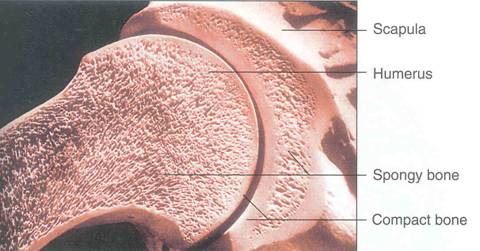 Scapula
Humerus
Spongy bone
Compact bone